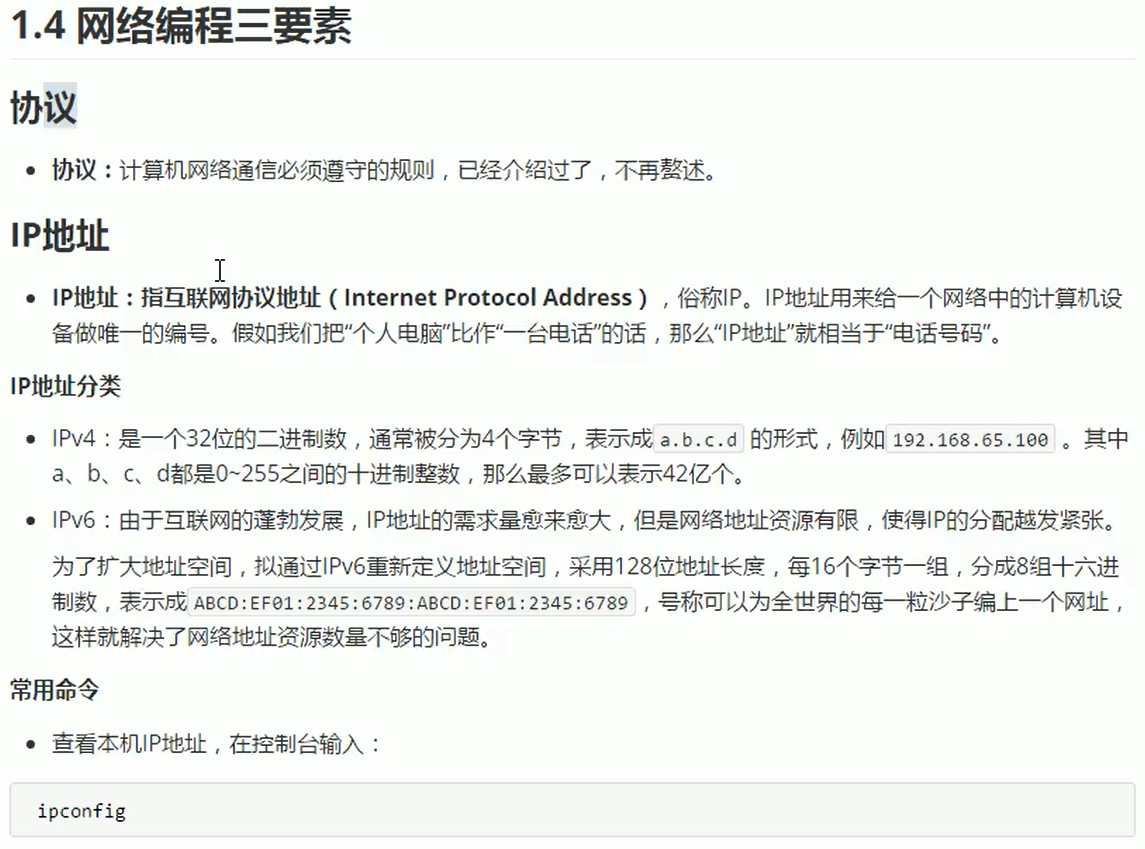 1.4 网络编程三要素
协议
• 协议：计算机网络通信必须遵守的规则，已经介绍过了，不再赘述。
IP地址
• IP地址：指互联网协议地址（Internet Protocol Address），俗称IP。IP地址用来给一个网络中的计算机设
备做唯一的编号。假如我们把“个人电脑”比作“一台电话”的话，那么“IP地址”就相当于“电话号码”。
IP地址分类
• IPv4：是一个32位的二进制数，通常被分为4个字节，表示成 a.b.c.d 的形式，例如 192.168.65.100 。其中
a、b、c、d都是0~255之间的十进制整数，那么最多可以表示42亿个。
• IPv6：由于互联网的蓬勃发展，IP地址的需求量愈来愈大，但是网络地址资源有限，使得IP的分配越发紧张。
为了扩大地址空间，拟通过IPv6重新定义地址空间，采用128位地址长度，每16个字节一组，分成8组十六进
制数，表示成 ABCD:EF01:2345:6789:ABCD:EF01:2345:6789 ，号称可以为全世界的每一粒沙子编上一个网址，
这样就解决了网络地址资源数量不够的问题。
常用命令
• 查看本机IP地址，在控制台输入：
ipconfig